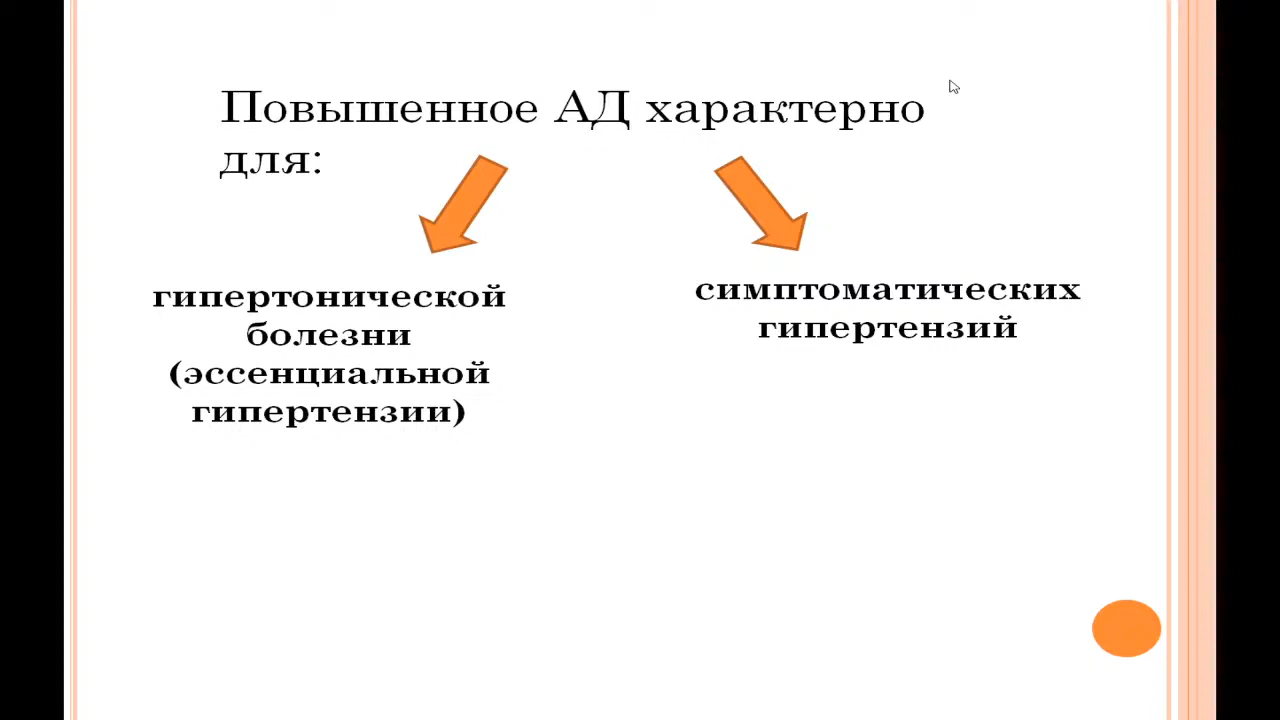 Повышенное АД характерно
для:
гипертонической
болезни
(эссенциальной
гипертензии)
симптоматических
гипертензий